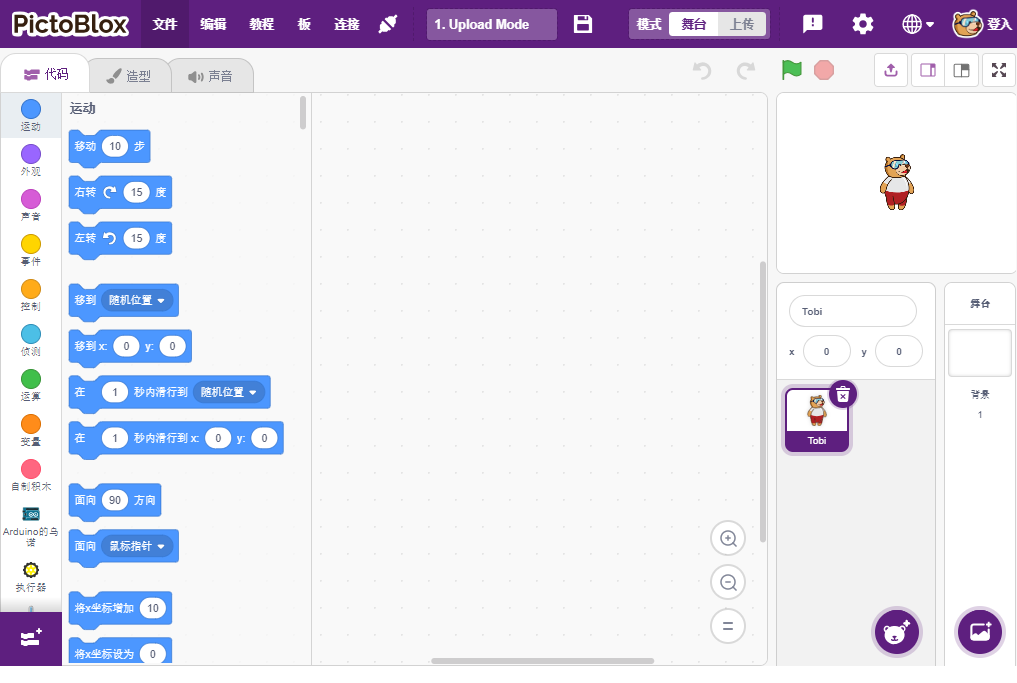 PictoBlox 文件 编辑 教程 板 连接 1. Upload Mode 模式 舞台 上传 登入
代码 造型 声音
运动
外观
声音
事件
控制
侦测
运算
变量
自制积木
Arduino的乌
诺
执行器
运动
移动 10 步
右转 15 度
左转 15 度
移到 随机位置
移到 x: 0 y: 0
在 1 秒内滑行到 随机位置
在 1 秒内滑行到 x: 0 y: 0
面向 90 方向
面向 鼠标指针
将x坐标增加 10
将x坐标设为 0
Tobi
x 0 y 0
Tobi
舞台
背景
1